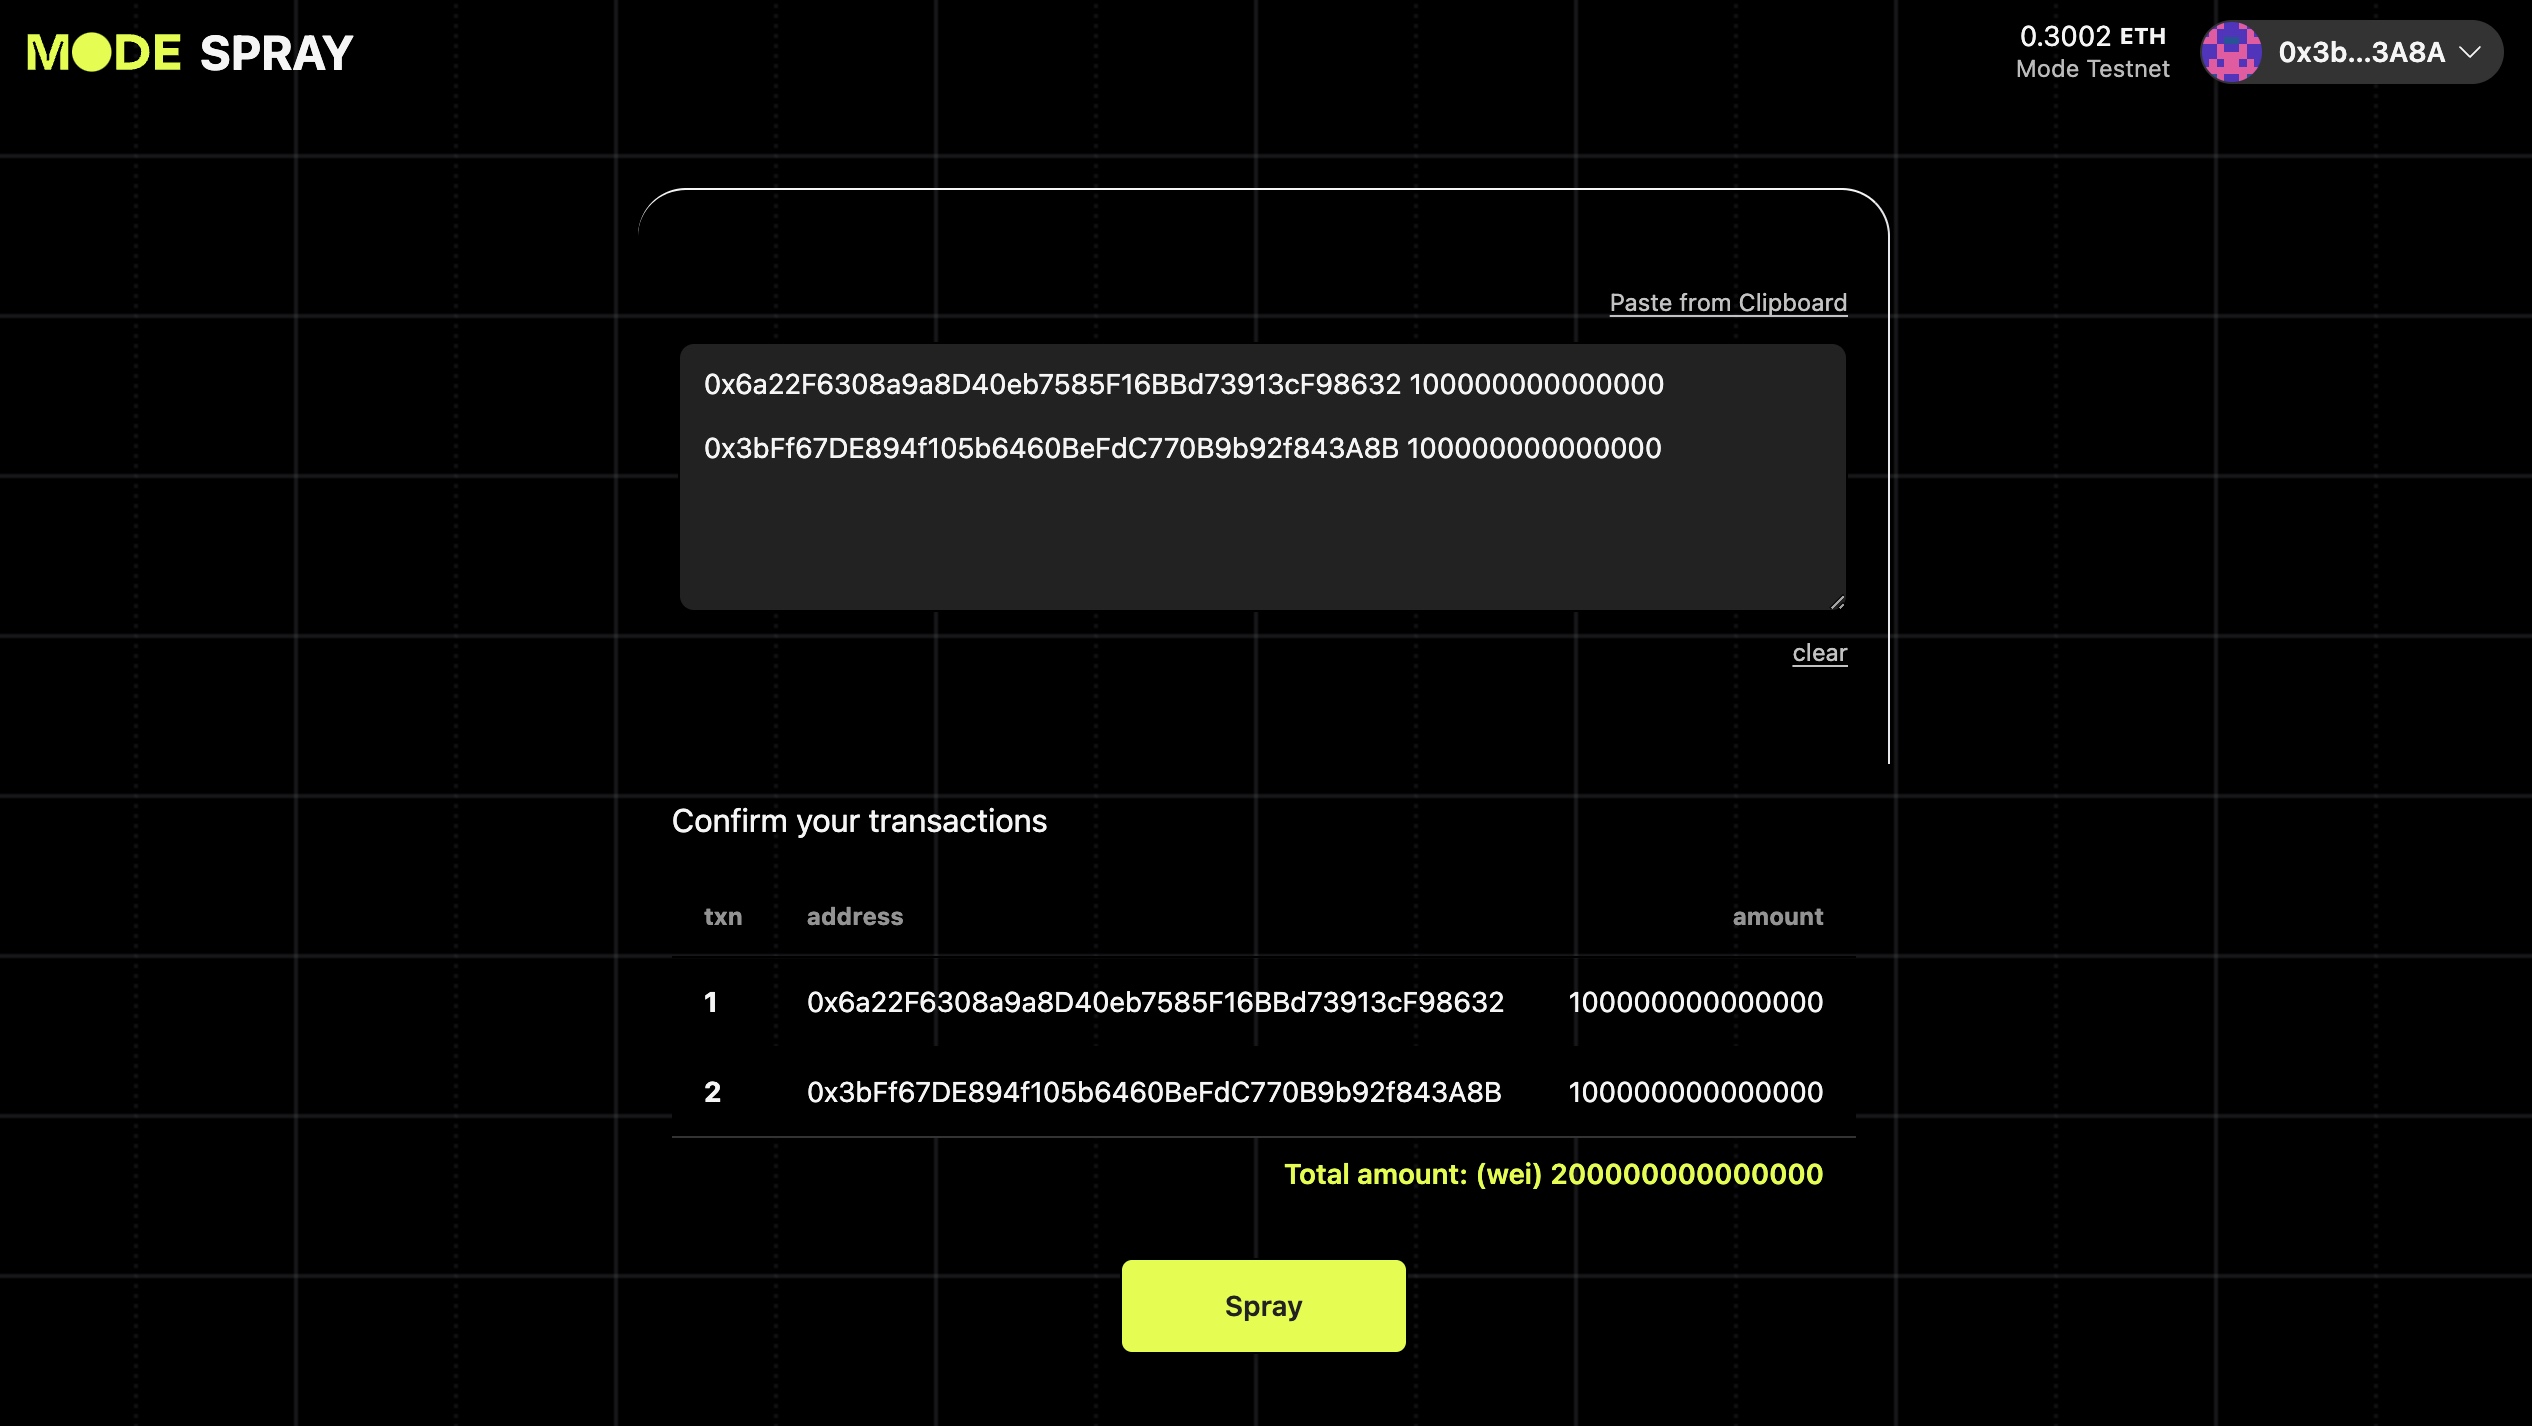 MODE SPRAY
0.3002 ETH
Mode Testnet
0x3b...3A8A
Paste from Clipboard
0x6a22F6308a9a8D40eb7585F16BBd73913cF98632 100000000000000
0x3bFf67DE894f105b6460BeFdC770B9b92f843A8B 100000000000000
clear
Confirm your transactions
txn address amount
1 0x6a22F6308a9a8D40eb7585F16BBd73913cF98632 100000000000000
2 0x3bFf67DE894f105b6460BeFdC770B9b92f843A8B 100000000000000
Total amount: (wei) 200000000000000
Spray